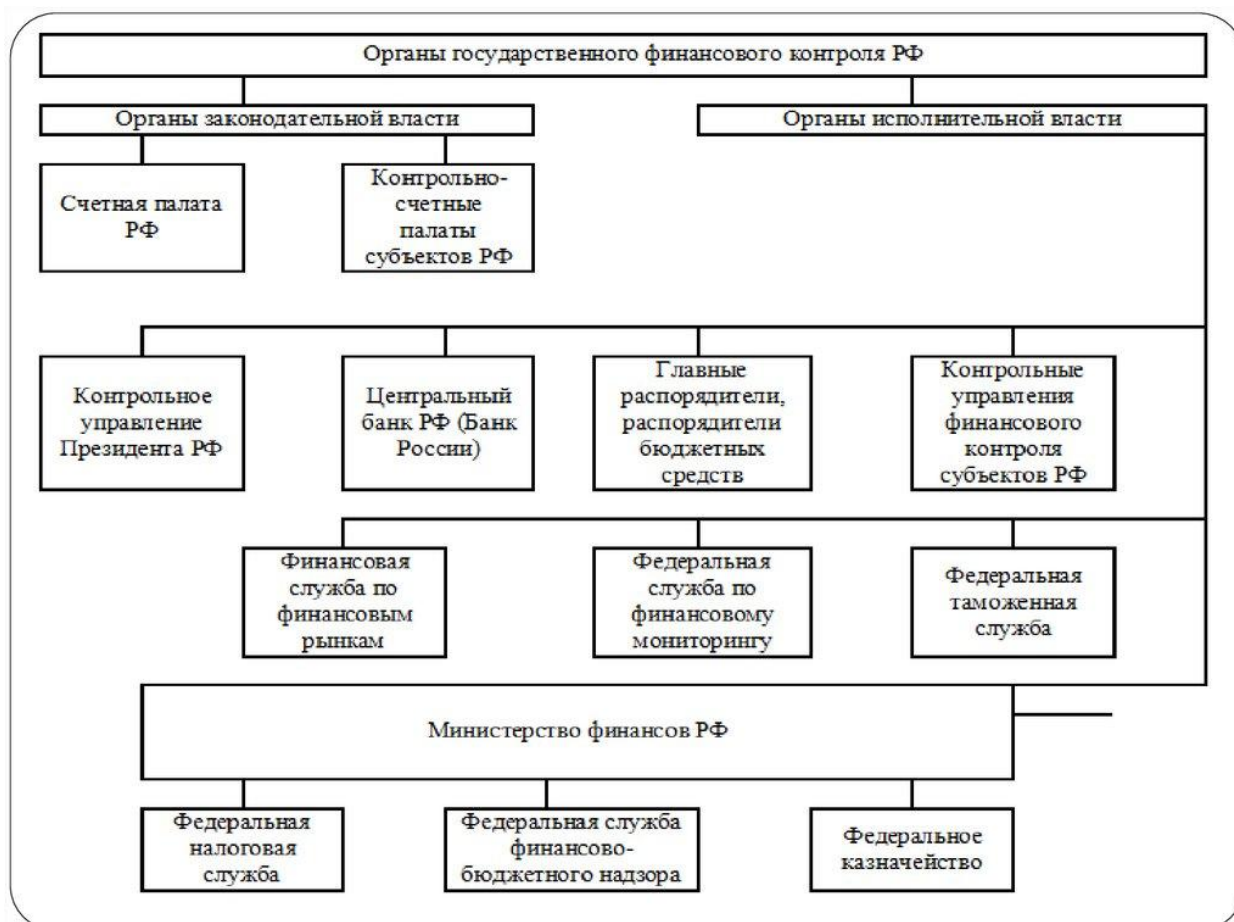 Органы государственного финансового контроля РФ
Органы законодательной власти
Органы исполнительной власти
Счетная палата
РФ
Контрольно-
счетные
палаты
субъектов РФ
Контрольное
управление
Президента РФ
Центральный
банк РФ (Банк
России)
Главные
распорядители,
распорядители
бюджетных
средств
Контрольные
управления
финансового
контроля
субъектов РФ
Финансовая
служба по
финансовым
рынкам
Федеральная
служба по
финансовому
мониторингу
Федеральная
таможенная
служба
Министерство финансов РФ
Федеральная
налоговая
служба
Федеральная служба
финансово-
бюджетного надзора
Федеральное
казначейство